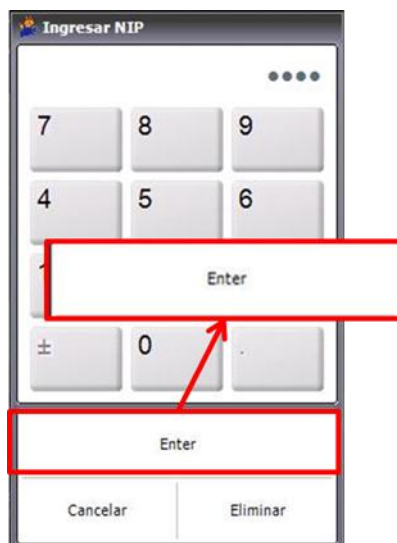 Ingresar NIP
••••
7 8 9
4 5 6
Enter
± 0 .
Enter
Cancelar Eliminar